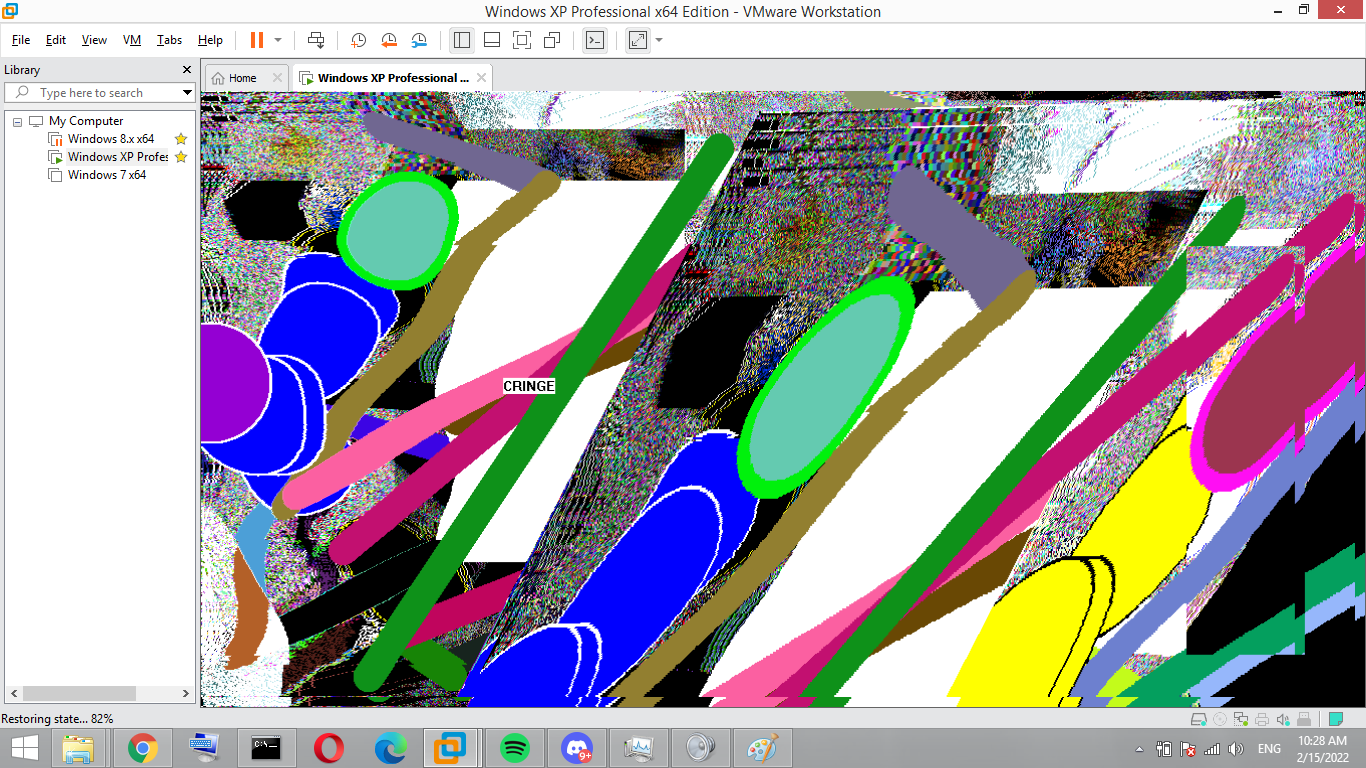 Windows XP Professional x64 Edition - VMware Workstation
File Edit View VM Tabs Help
Library
Type here to search
My Computer
Windows 8.x x64
Windows XP Profes
Windows 7 x64
Home
Windows XP Professional ...
CRINGE
Restoring state... 82%
C:\_
9+
ENG
10:28 AM
2/15/2022